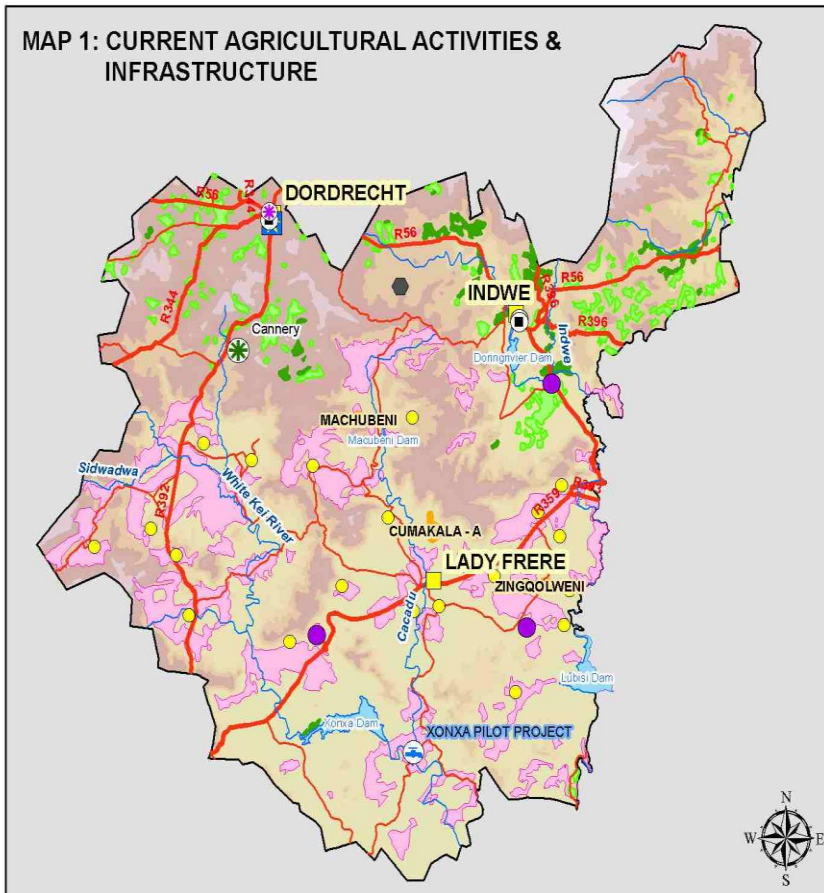 MAP 1: CURRENT AGRICULTURAL ACTIVITIES &
INFRASTRUCTURE
R56
DORDRECHT
R56
R344
INDWE
R56
R396
R396
Cannery
Indwe
Doringrivier Dam
MACHUBENI
Macubeni Dam
Sidwadwa
White Kei River
R392
R359
CUMAKALA - A
LADY FRERE
ZINGQOLWENI
Cacadu
Lubisi Dam
Xonxa Dam
XONXA PILOT PROJECT
N
W
E
S